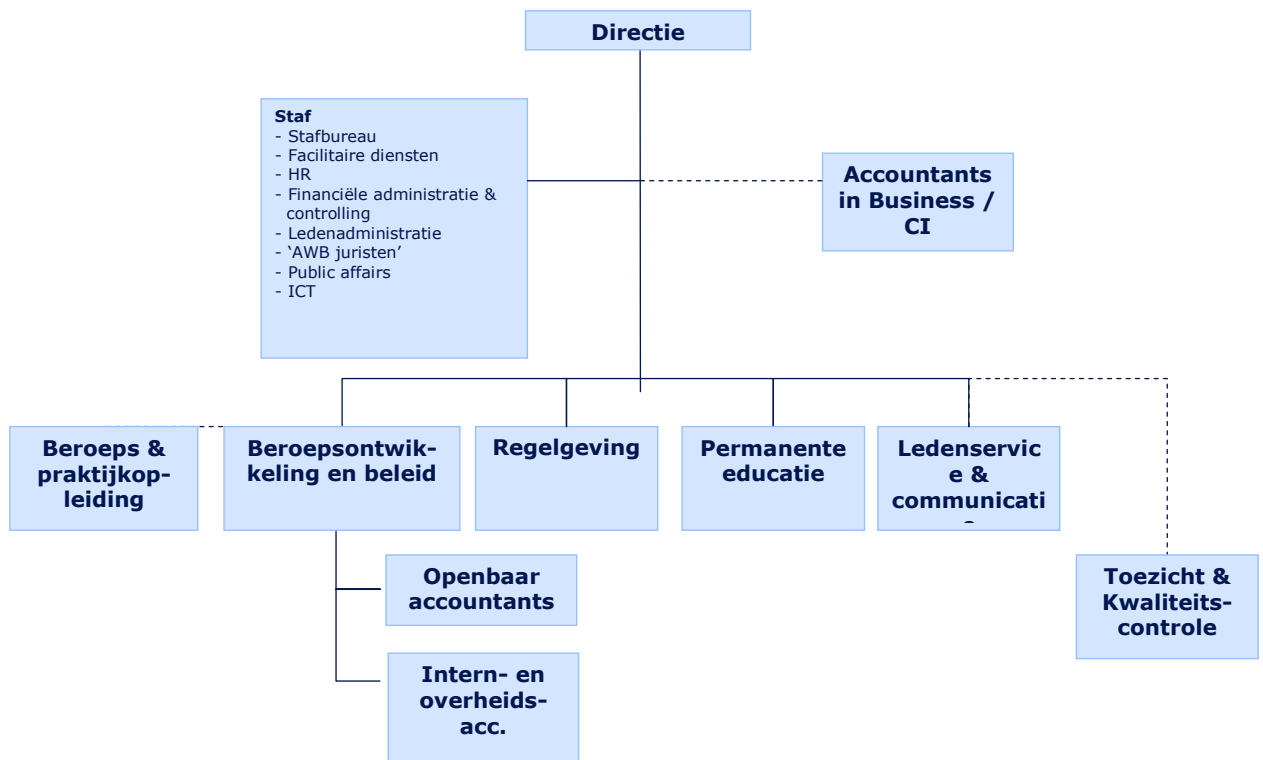 Directie
Staf
- Stafbureau
- Facilitaire diensten
- HR
- Financiële administratie &
controlling
- Ledenadministratie
- ‘AWB juristen’
- Public affairs
- ICT
Accountants
in Business /
CI
Beroeps &
praktijkop-
leiding
Beroepsontwik-
keling en beleid
Regelgeving
Permanente
educatie
Ledenservic
e &
communicati
Openbaar
accountants
Intern- en
overheids-
acc.
Toezicht &
Kwaliteits-
controle